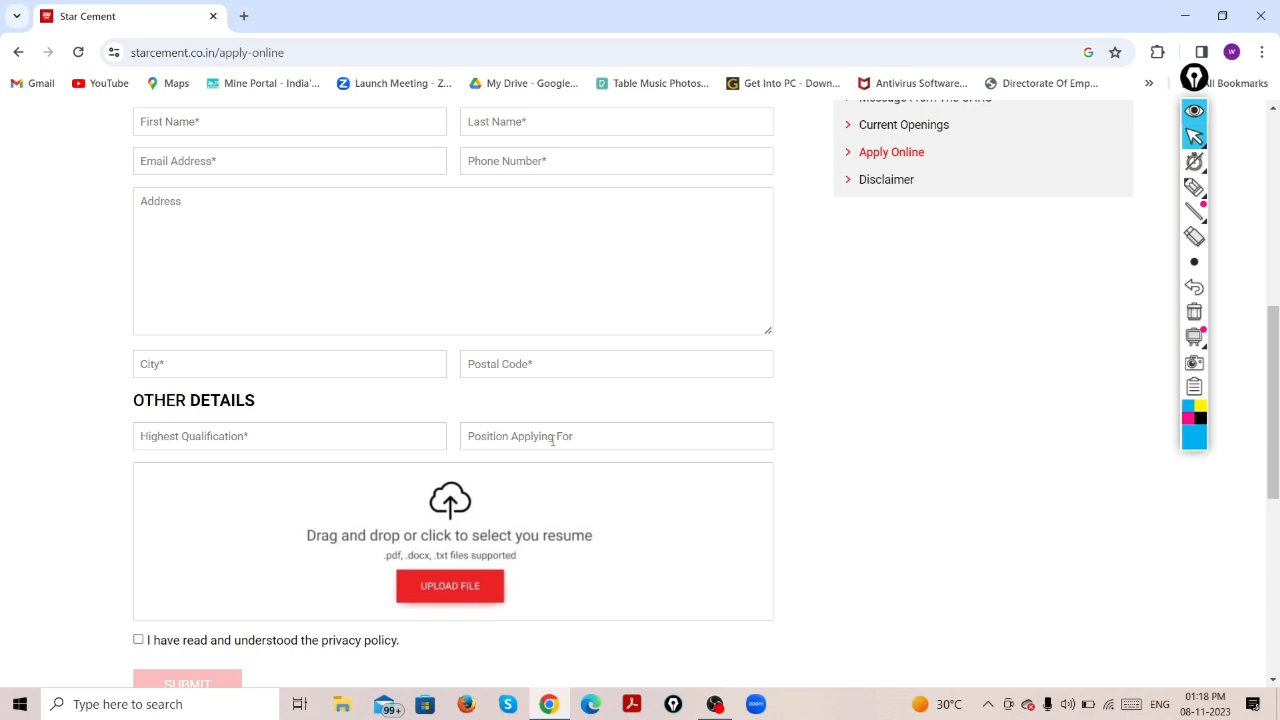 Star Cement
starcement.co.in/apply-online
W
Gmail
YouTube
Maps
Mine Portal - India'...
Launch Meeting - Z...
My Drive - Google...
Table Music Photos...
Get Into PC - Down...
Antivirus Software...
Directorate Of Emp...
»
All Bookmarks
First Name*
Last Name*
Current Openings
Email Address*
Phone Number*
Apply Online
Disclaimer
Address
City*
Postal Code*
OTHER DETAILS
Highest Qualification*
Position Applying For
Drag and drop or click to select you resume
.pdf, .docx, .txt files supported
UPLOAD FILE
I have read and understood the privacy policy.
SUBMIT
Type here to search
99+
zoom
30°C
ENG
01:18 PM
08-11-2023